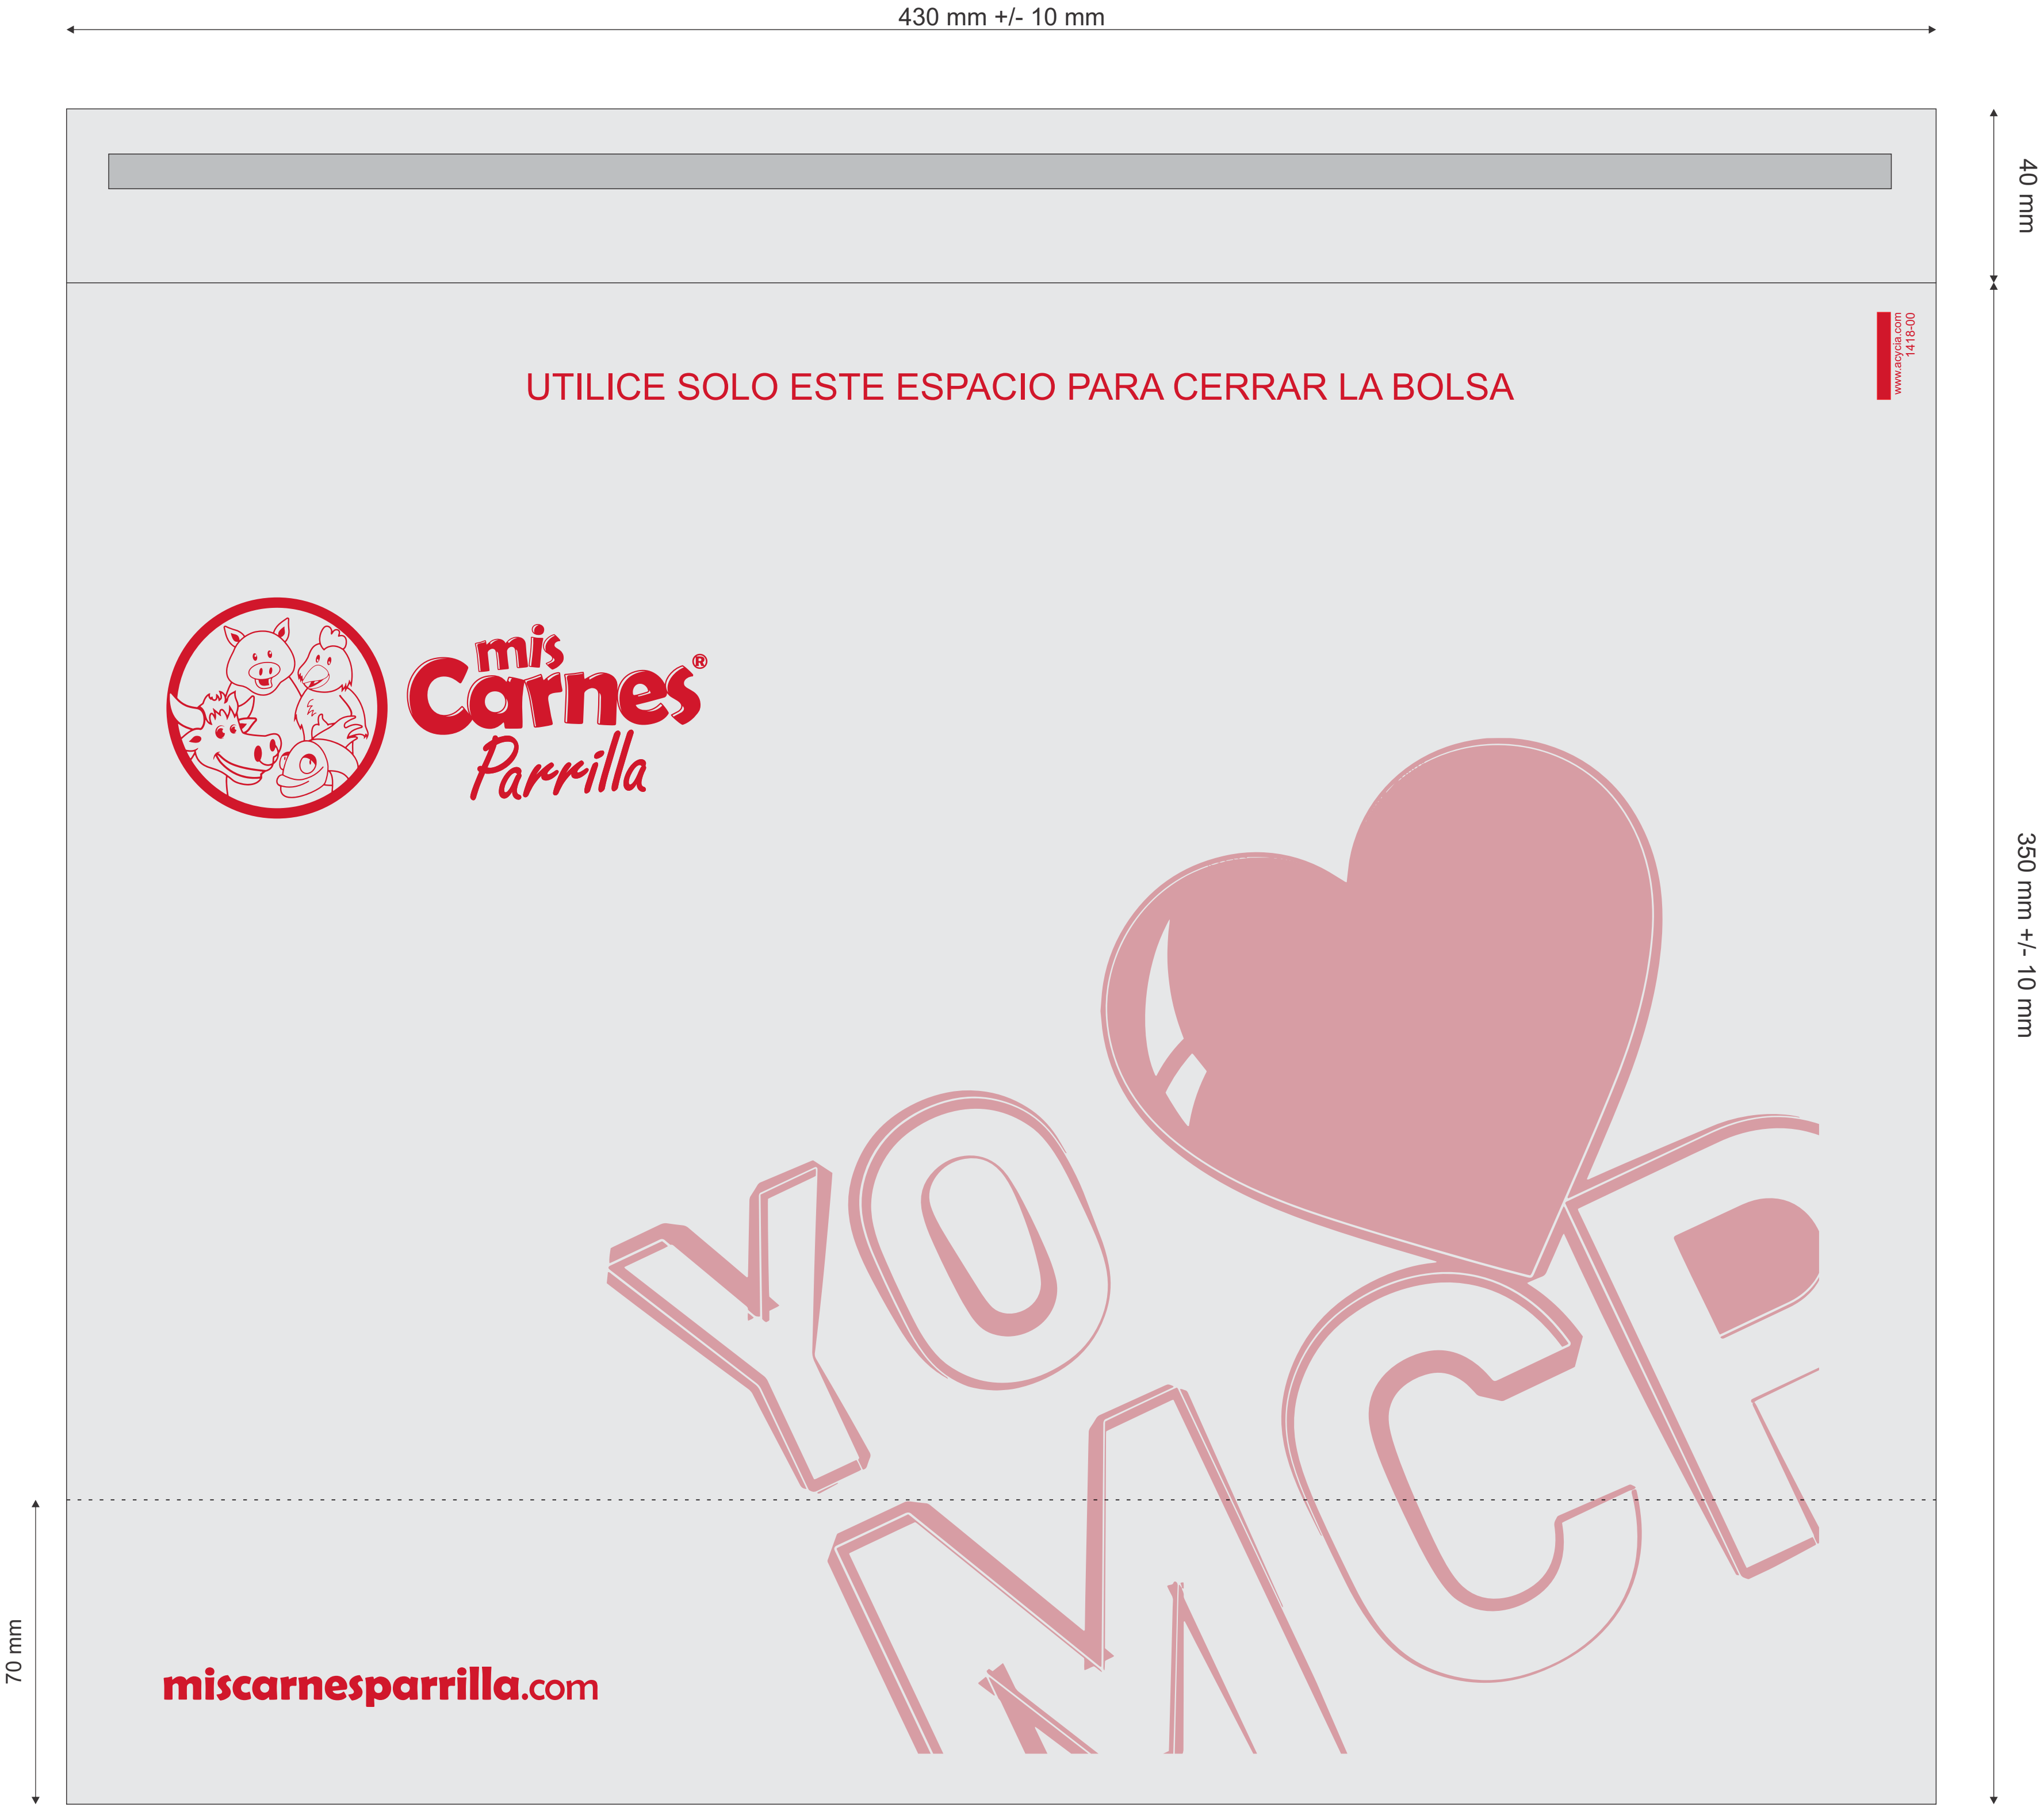 430 mm +/- 10 mm
40 mm
www.acycia.com
1418-00
UTILICE SOLO ESTE ESPACIO PARA CERRAR LA BOLSA
mis
Carnes®
Parrilla
350 mm +/- 10 mm
YO
MCP
70 mm
miscarnesparrilla.com